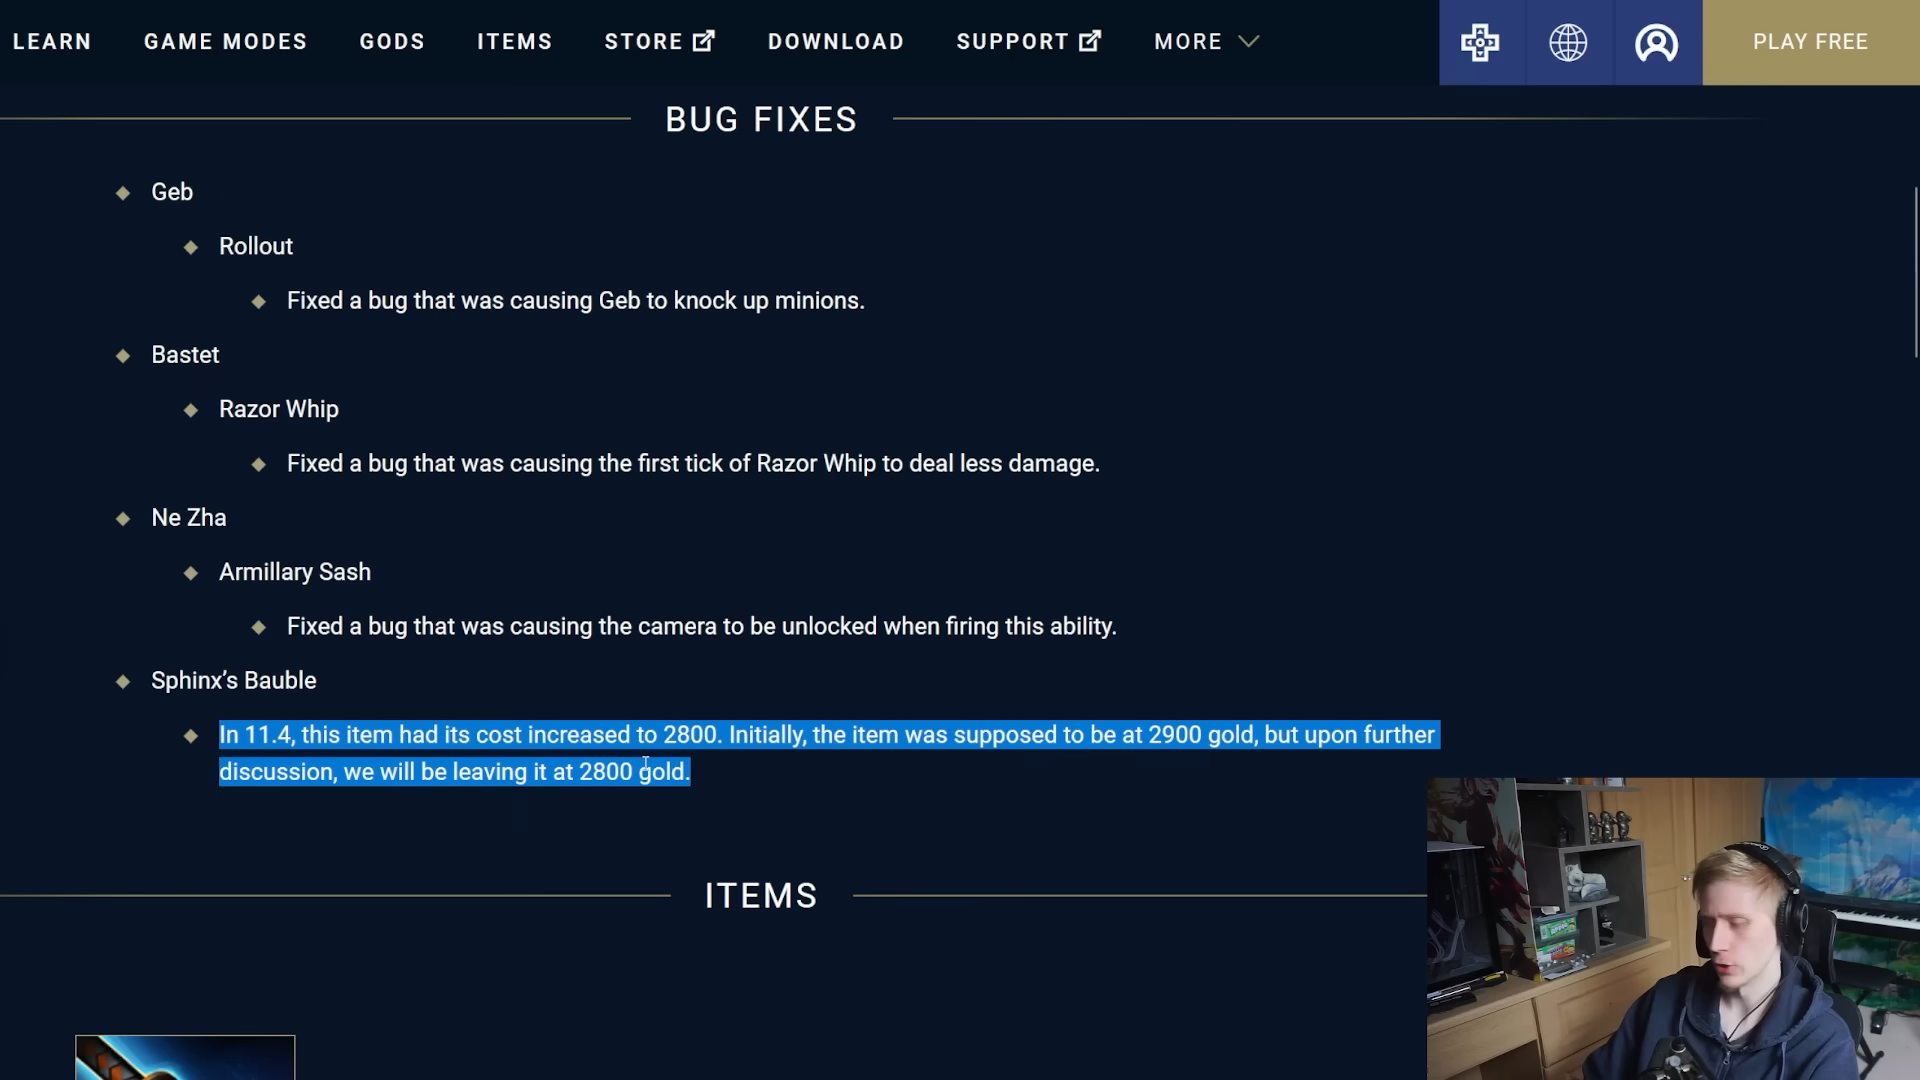 LEARN GAME MODES GODS ITEMS STORE DOWNLOAD SUPPORT MORE PLAY FREE
BUG FIXES
Geb
Rollout
Fixed a bug that was causing Geb to knock up minions.
Bastet
Razor Whip
Fixed a bug that was causing the first tick of Razor Whip to deal less damage.
Ne Zha
Armillary Sash
Fixed a bug that was causing the camera to be unlocked when firing this ability.
Sphinx’s Bauble
In 11.4, this item had its cost increased to 2800. Initially, the item was supposed to be at 2900 gold, but upon further
discussion, we will be leaving it at 2800 gold.
ITEMS